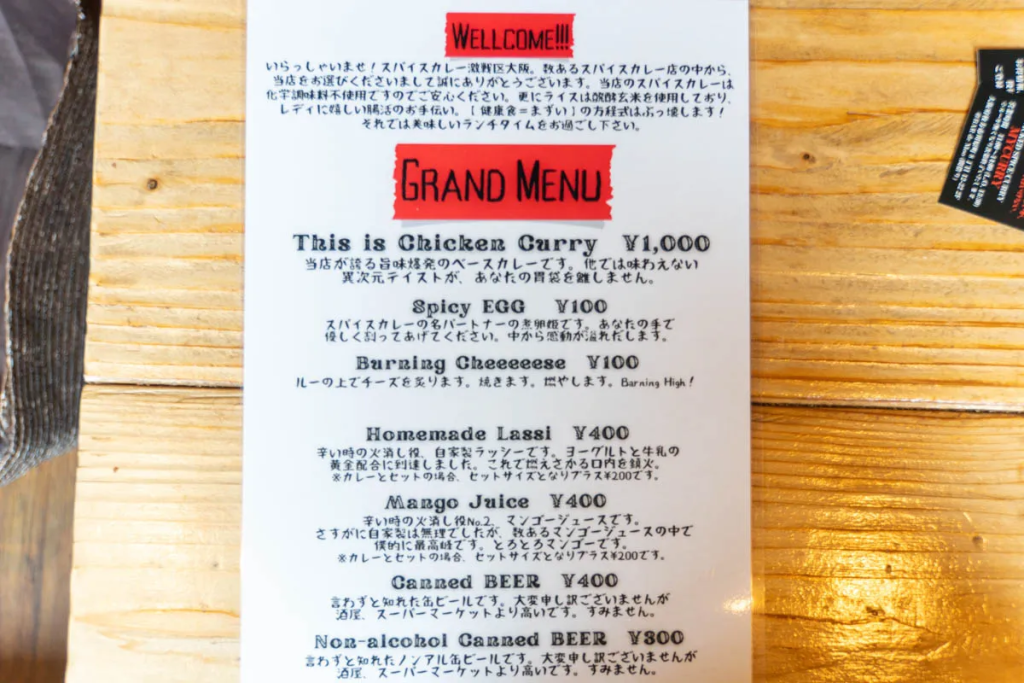 WELLCOME!!!
いらっしゃいませ!スパイスカレー激戦区大阪。数あるスパイスカレー店の中から、
当店をお選びくださいまして誠にありがとうございます。当店のスパイスカレーは
化学調味料不使用ですのでご安心ください。更にライスは醗酵玄米を使用しており、
レディに嬉しい腸活のお手伝い。[健康食=まずい]の方程式はぶっ壊します!
それでは美味しいランチタイムをお過ごし下さい。
GRAND MENU
This is Chicken Curry ¥1,000
当店が誇る旨味爆発のベースカレーです。他では味わえない
異次元テイストが、あなたの胃袋を離しません。
Spicy EGG ¥100
スパイスカレーの名パートナーの煮卵姫です。あなたの手で
優しく割ってあげてください。中から感動が溢れだします。
Burning Cheeeeese ¥100
ルーの上でチーズを炙ります。焼きます。燃やします。Barning High!
Homemade Lassi ¥400
辛い時の火消し役、自家製ラッシーです。ヨーグルトと牛乳の
黄金配合に到達しました。これで燃えさかる口内を鎮火。
※カレーとセットの場合、セットサイズとなりプラス¥200です。
Mango Juice ¥400
辛い時の火消し役No.2、マンゴージュースです。
さすがに自家製は無理でしたが、数あるマンゴージュースの中で
僕的に最高峰です。とろとろマンゴーです。
※カレーとセットの場合、セットサイズとなりプラス¥200です。
Canned BEER ¥400
言わずと知れた缶ビールです。大変申し訳ございませんが
酒屋、スーパーマーケットより高いです。すみません。
Non-alcohol Canned BEER ¥300
言わずと知れたノンアル缶ビールです。大変申し訳ございませんが
酒屋、スーパーマーケットより高いです。すみません。
MYCURRY